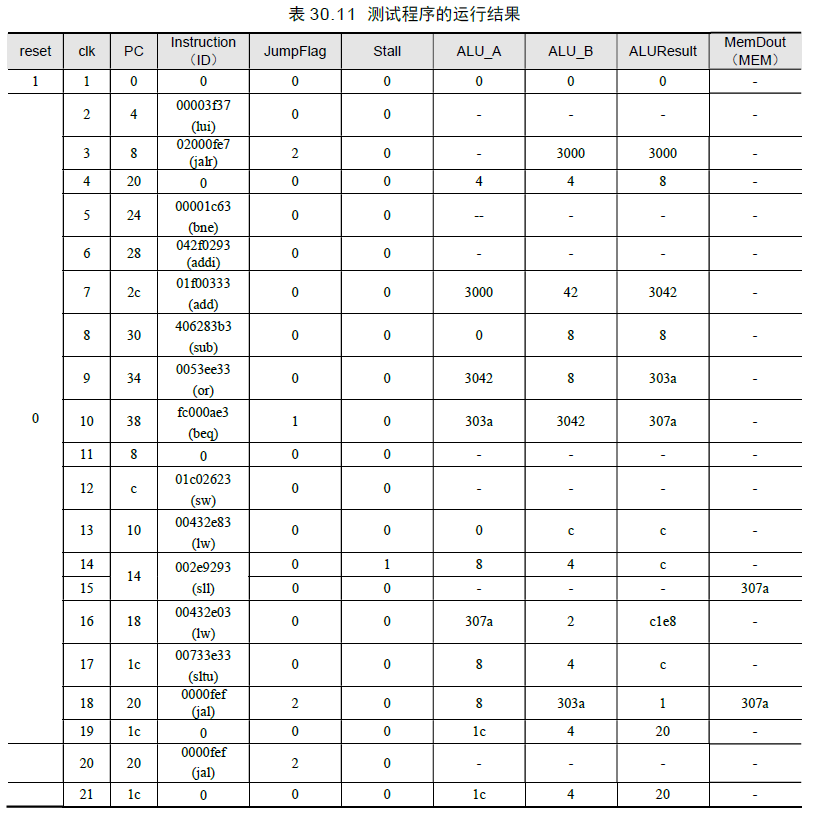 表 30.11 测试程序的运行结果
reset clk PC Instruction（ID） JumpFlag Stall ALU_A ALU_B ALUResult MemDout（MEM）
1 1 0 0 0 0 0 0 0 -
0
2 4 00003f37 (lui) 0 0 - - - -
3 8 02000fe7 (jalr) 2 0 - 3000 3000 -
4 20 0 0 0 4 4 8 -
5 24 00001c63 (bne) 0 0 -- - - -
6 28 042f0293 (addi) 0 0 - - - -
7 2c 01f00333 (add) 0 0 3000 42 3042 -
8 30 406283b3 (sub) 0 0 0 8 8 -
9 34 0053ee33 (or) 0 0 3042 8 303a -
10 38 fc000ae3 (beq) 1 0 303a 3042 307a -
11 8 0 0 0 - - - -
12 c 01c02623 (sw) 0 0 - - - -
13 10 00432e83 (lw) 0 0 0 c c -
14 14 002e9293 (sll) 0 1 8 4 c -
15 0 0 - - - 307a
16 18 00432e03 (lw) 0 0 307a 2 c1e8 -
17 1c 00733e33 (sltu) 0 0 8 4 c -
18 20 0000fef (jal) 2 0 8 303a 1 307a
19 1c 0 0 0 1c 4 20 -
20 20 0000fef (jal) 2 0 - - - -
21 1c 0 0 0 1c 4 20 -